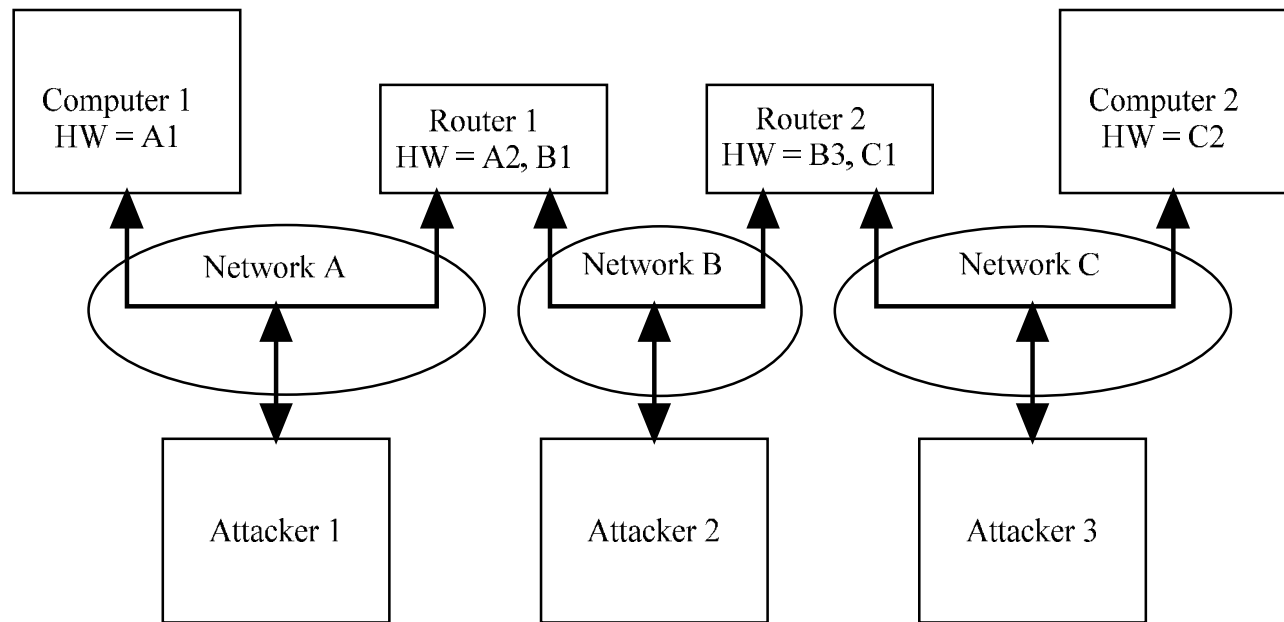 Computer 1
HW = A1
Router 1
HW = A2, B1
Router 2
HW = B3, C1
Computer 2
HW = C2
Network A
Network B
Network C
Attacker 1
Attacker 2
Attacker 3